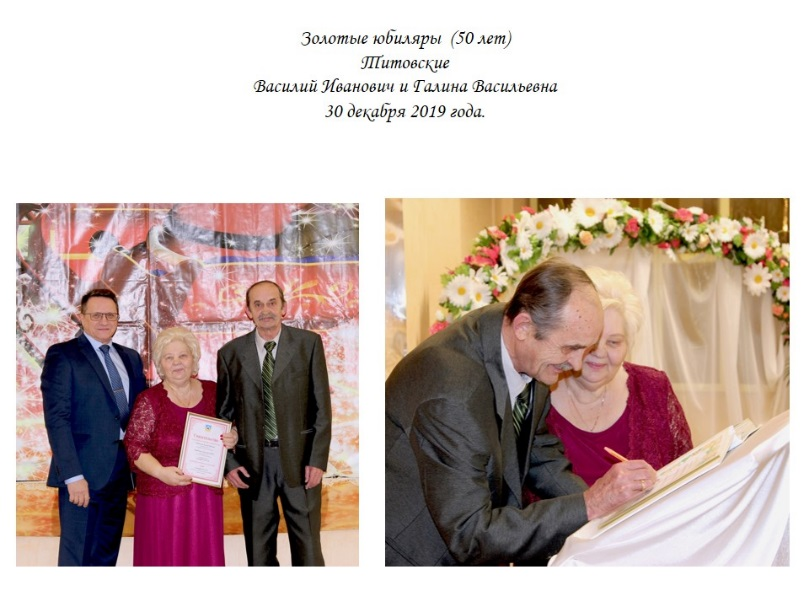 Золотые юбиляры (50 лет)
Титовские
Василий Иванович и Галина Васильевна
30 декабря 2019 года.